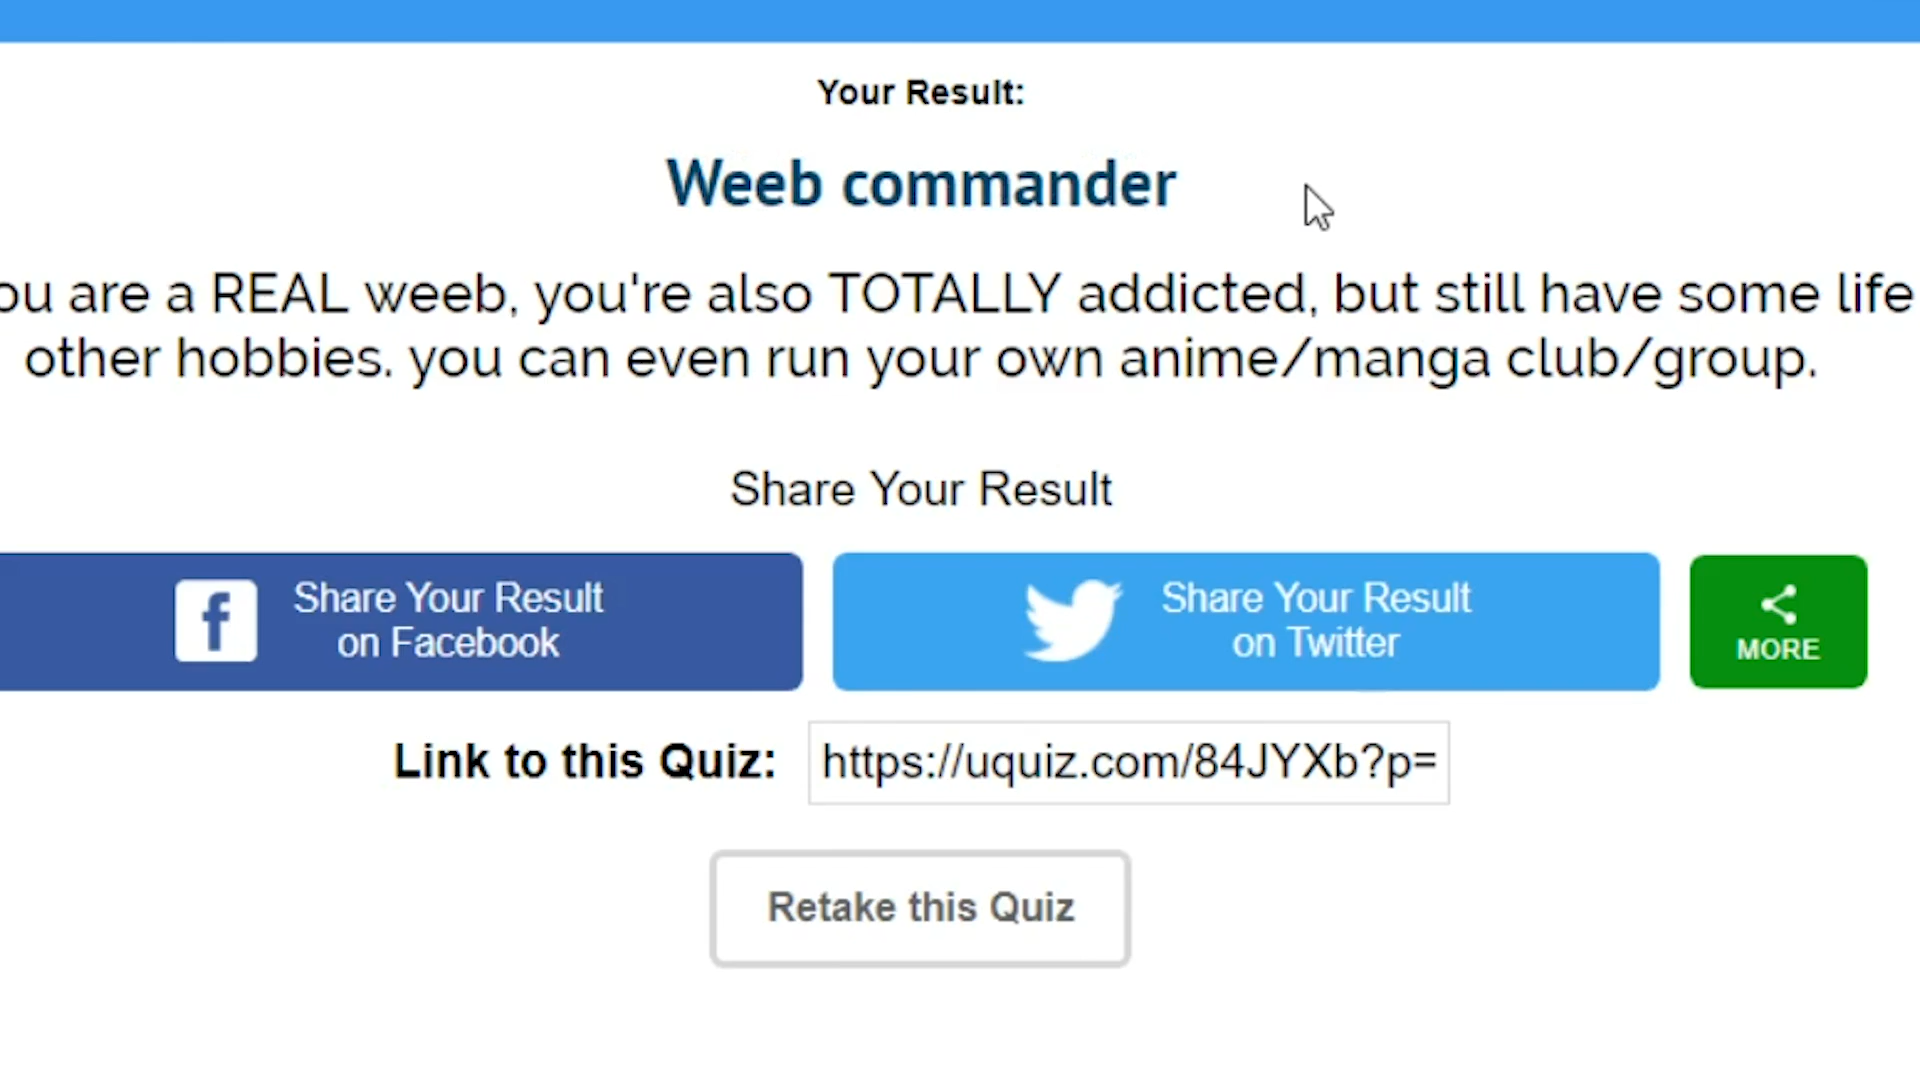 Your Result:
Weeb commander
ou are a REAL weeb, you're also TOTALLY addicted, but still have some life
other hobbies. you can even run your own anime/manga club/group.
Share Your Result
Share Your Result
on Facebook
Share Your Result
on Twitter
MORE
Link to this Quiz: https://uquiz.com/84JYXb?p=
Retake this Quiz